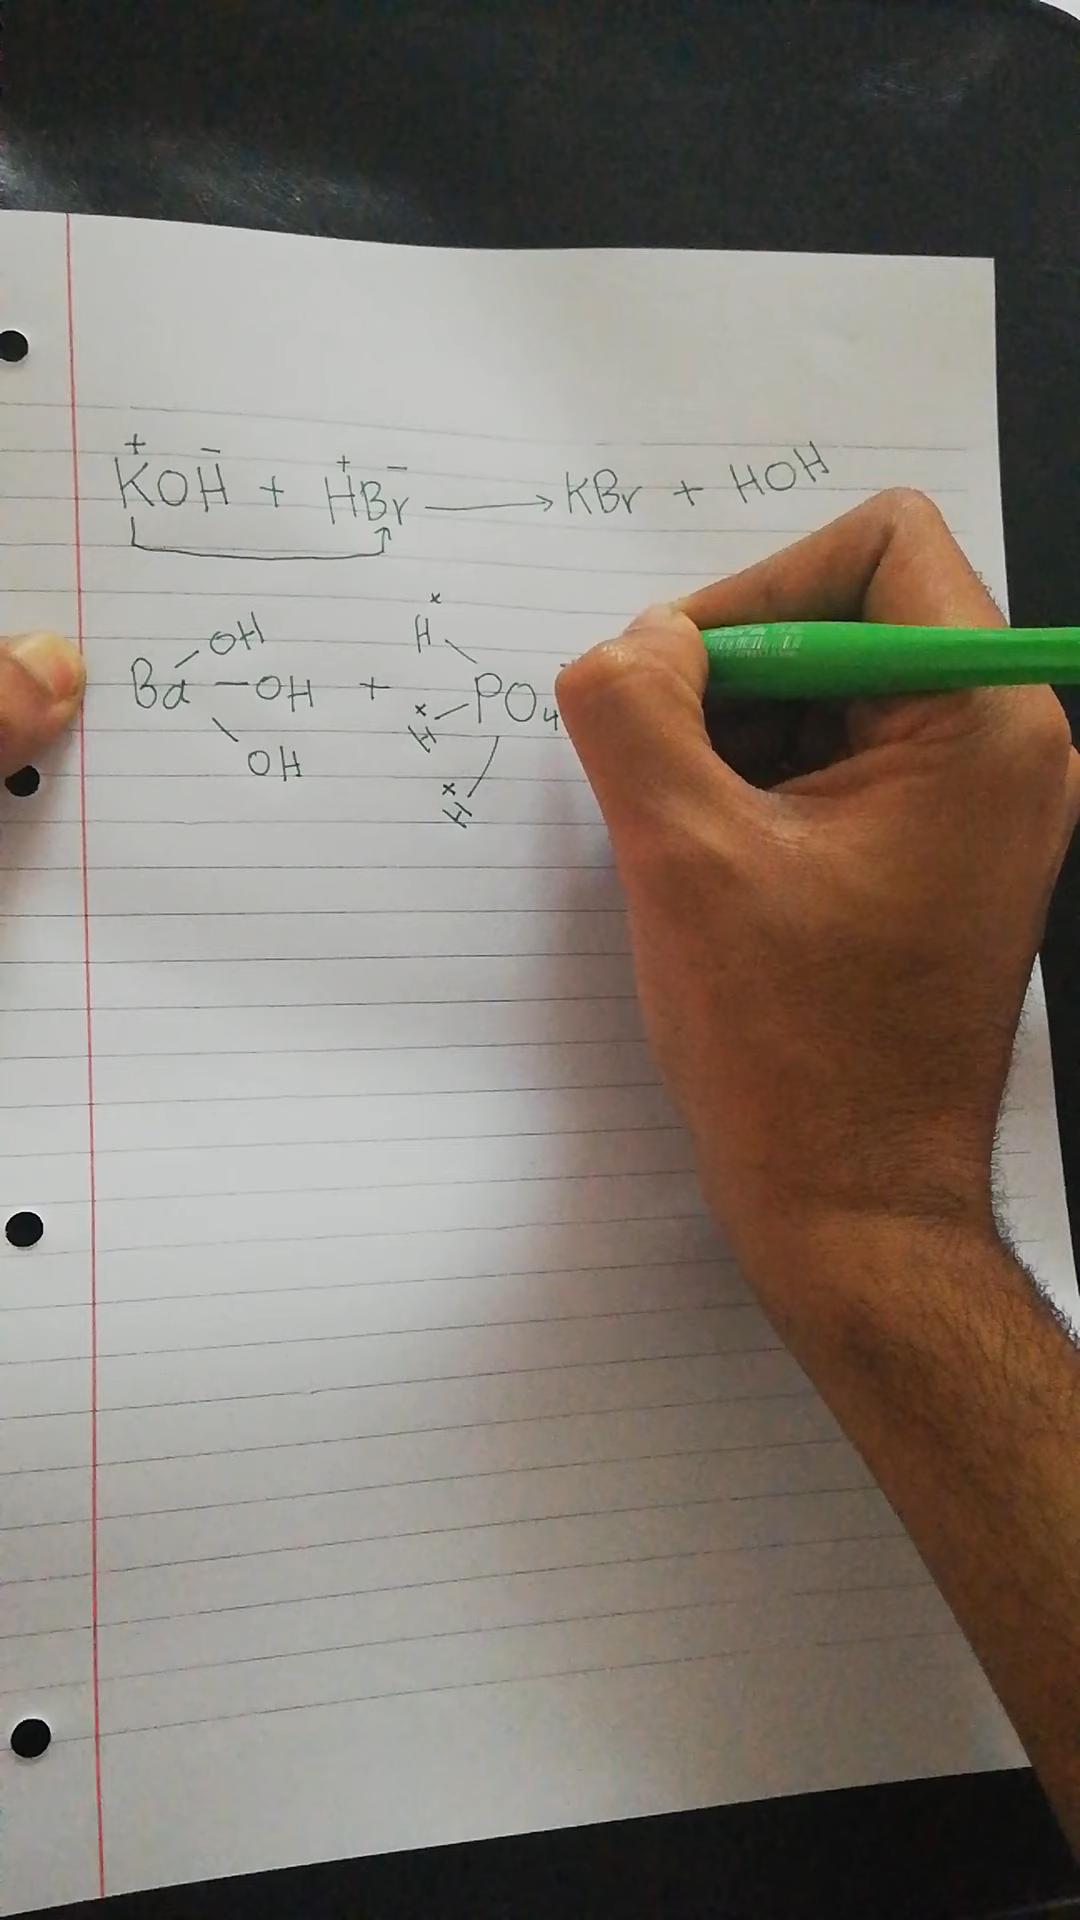 + - + -
KOH + HBr → KBr + HOH
OH x H
Ba - OH + x H - PO4
OH x H